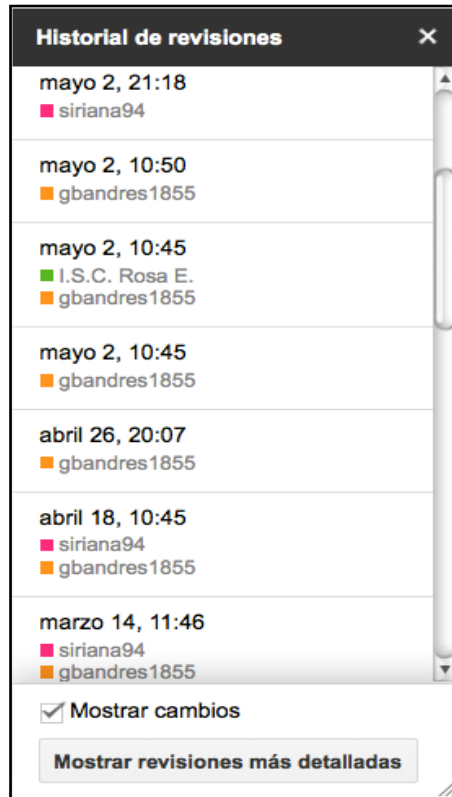 Historial de revisiones
mayo 2, 21:18
siriana94
mayo 2, 10:50
gbandres1855
mayo 2, 10:45
I.S.C. Rosa E.
gbandres1855
mayo 2, 10:45
gbandres1855
abril 26, 20:07
gbandres1855
abril 18, 10:45
siriana94
gbandres1855
marzo 14, 11:46
siriana94
gbandres1855
Mostrar cambios
Mostrar revisiones más detalladas